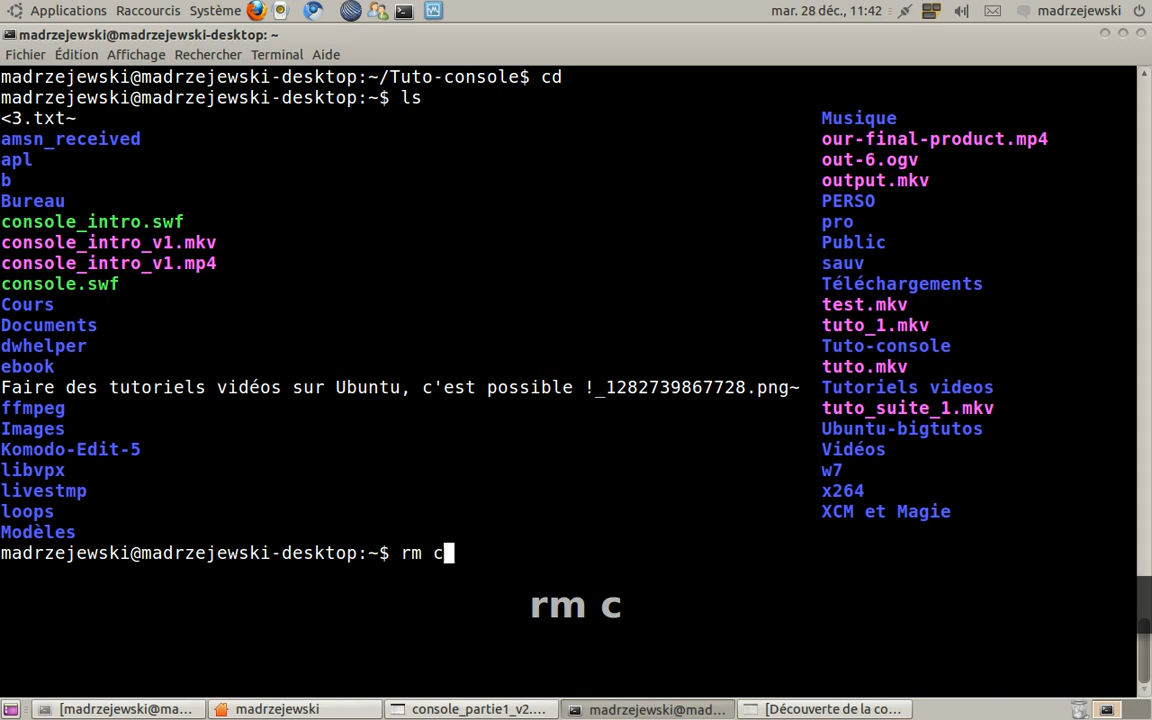 Applications Raccourcis Système mar. 28 déc., 11:42 madrzejewski
madrzejewski@madrzejewski-desktop: ~
Fichier Édition Affichage Rechercher Terminal Aide
madrzejewski@madrzejewski-desktop:~/Tuto-console$ cd
madrzejewski@madrzejewski-desktop:~$ ls
<3.txt~ Musique
amsn_received our-final-product.mp4
apl out-6.ogv
b output.mkv
Bureau PERSO
console_intro.swf pro
console_intro_v1.mkv Public
console_intro_v1.mp4 sauv
console.swf Téléchargements
Cours test.mkv
Documents tuto_1.mkv
dwhelper Tuto-console
ebook tuto.mkv
Faire des tutoriels vidéos sur Ubuntu, c'est possible !_1282739867728.png~ Tutoriels videos
ffmpeg tuto_suite_1.mkv
Images Ubuntu-bigtutos
Komodo-Edit-5 Vidéos
libvpx w7
livestmp x264
loops XCM et Magie
Modèles
madrzejewski@madrzejewski-desktop:~$ rm c
rm c
[madrzejewski@ma... madrzejewski console_partie1_v2.... madrzejewski@mad... [Découverte de la co...